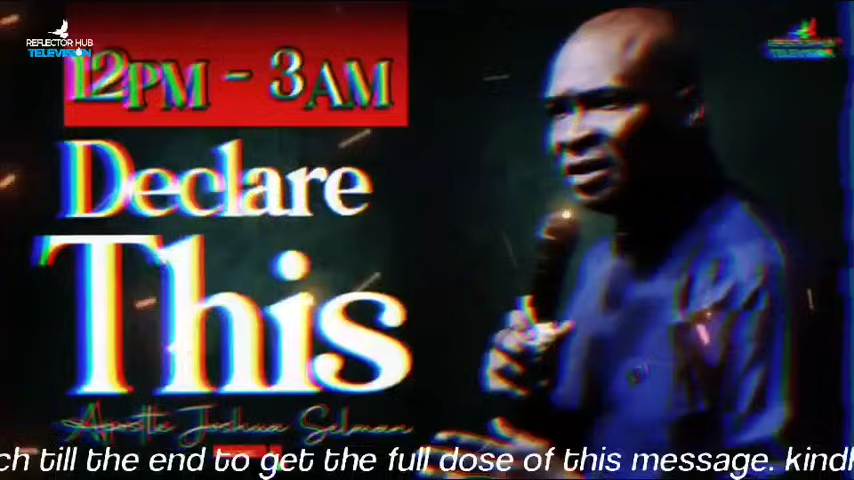 REFLECTOR HUB
TELEVISION
12PM - 3AM
Declare
This
Apostle Joshua Selman
ch till the end to get the full dose of this message. kindl